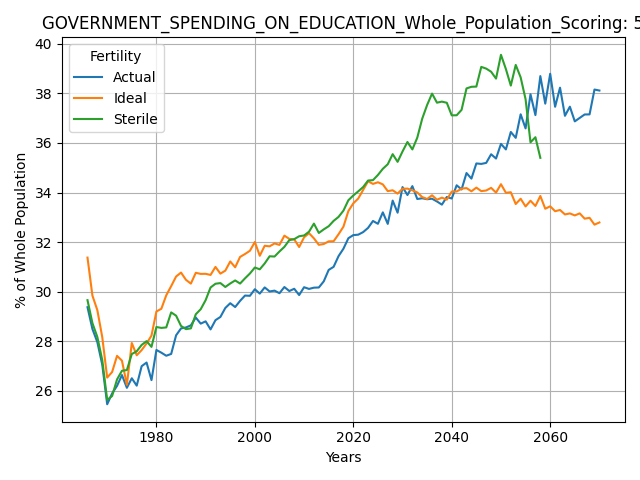 GOVERNMENT_SPENDING_ON_EDUCATION_Whole_Population_Scoring: 5
40
38
36
34
32
30
28
26
% of Whole Population
Fertility
Actual
Ideal
Sterile
1980 2000 2020 2040 2060
Years